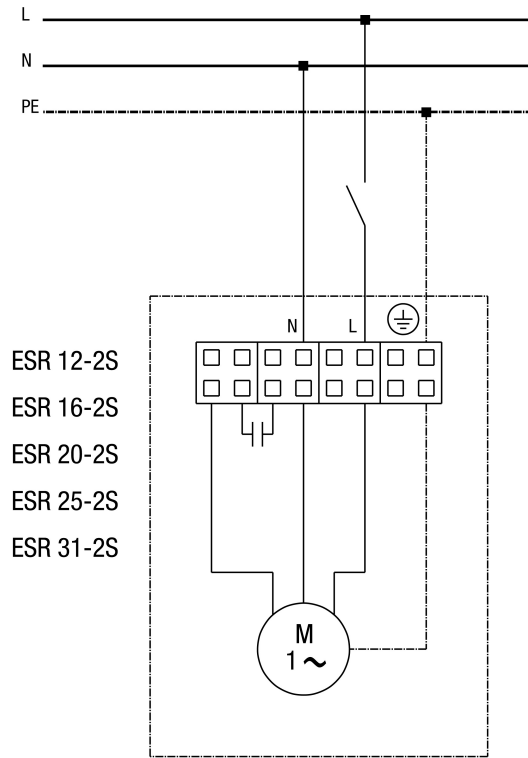 L
N
PE
N L
ESR 12-2S
ESR 16-2S
ESR 20-2S
ESR 25-2S
ESR 31-2S
M
1~